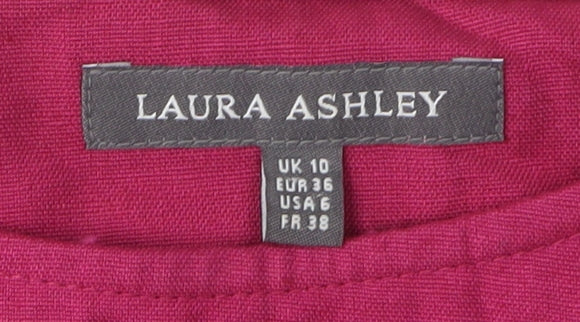 LAURA ASHLEY
UK 10
EUR 36
USA 6
FR 38